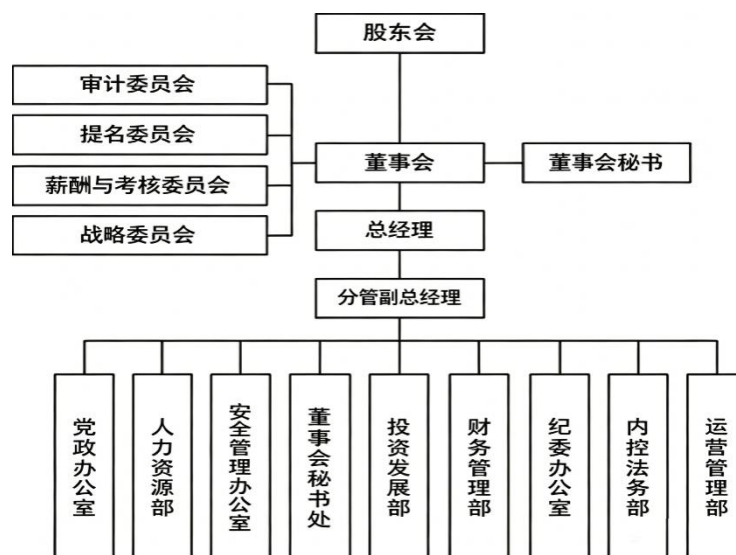 股东会
审计委员会
提名委员会
薪酬与考核委员会
战略委员会
董事会
董事会秘书
总经理
分管副总经理
党政办公室
人力资源部
安全管理办公室
董事会秘书处
投资发展部
财务管理部
纪委办公室
内控法务部
运营管理部